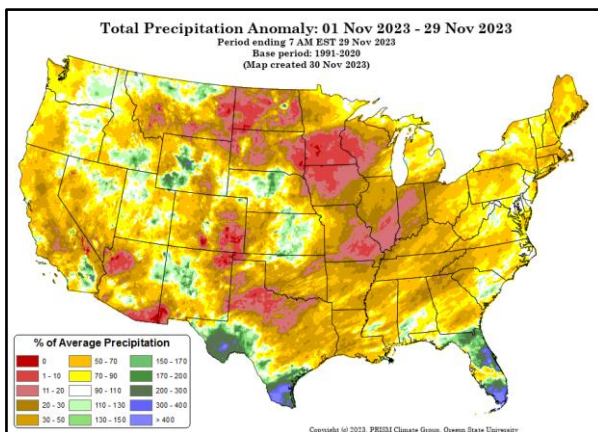 Total Precipitation Anomaly: 01 Nov 2023 - 29 Nov 2023
Period ending 7 AM EST 29 Nov 2023
Base period: 1991-2020
(Map created 30 Nov 2023)
% of Average Precipitation
0 50 - 70 150 - 170
1 - 10 70 - 90 170 - 200
11 - 20 90 - 110 200 - 300
20 - 30 110 - 130 300 - 400
30 - 50 130 - 150 > 400
Copyright (c) 2023, PRISM Climate Group, Oregon State University